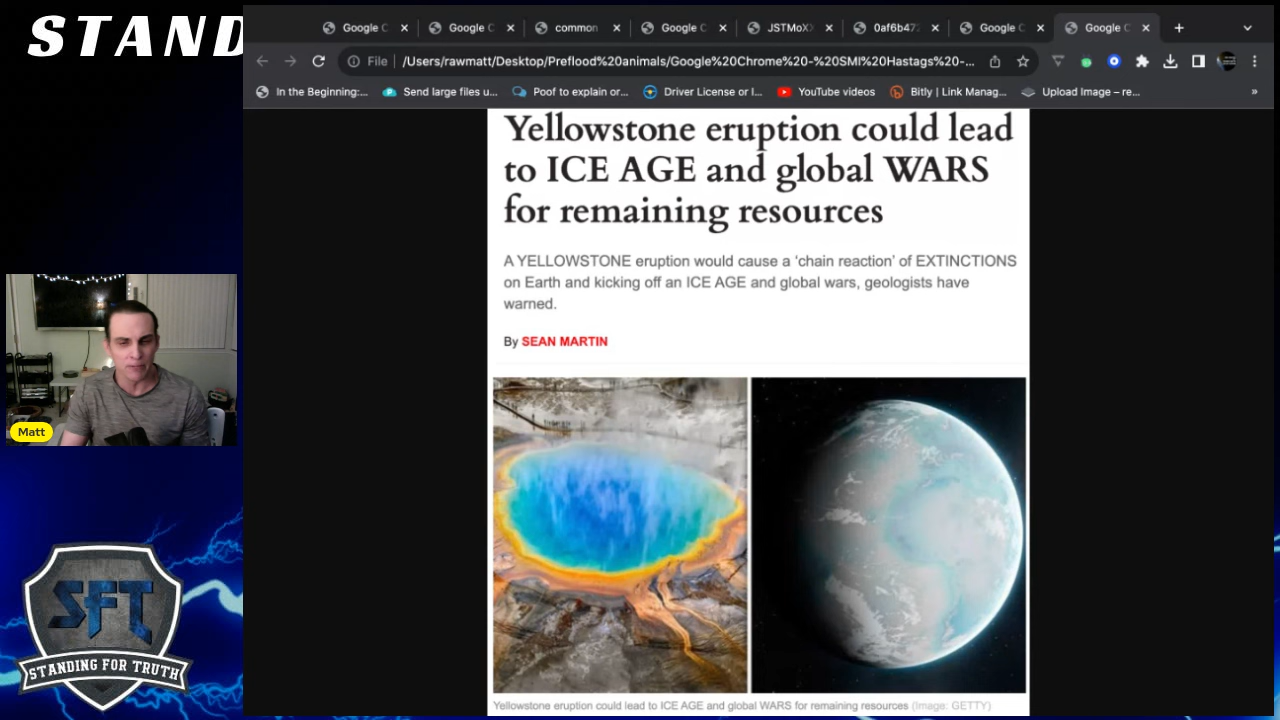 STAND
Google C
Google C
common
Google C
JSTMoX
0af6b47
Google C
Google C
File
/Users/rawmatt/Desktop/Preflood%20animals/Google%20Chrome%20-%20SMI%20Hastags%20-...
In the Beginning:...
Send large files u...
Poof to explain or...
Driver License or I...
YouTube videos
Bitly | Link Manag...
Upload Image – re...
»
Yellowstone eruption could lead
to ICE AGE and global WARS
for remaining resources
A YELLOWSTONE eruption would cause a ‘chain reaction’ of EXTINCTIONS
on Earth and kicking off an ICE AGE and global wars, geologists have
warned.
By SEAN MARTIN
Matt
SFT
STANDING FOR TRUTH
Yellowstone eruption could lead to ICE AGE and global WARS for remaining resources (Image: GETTY)